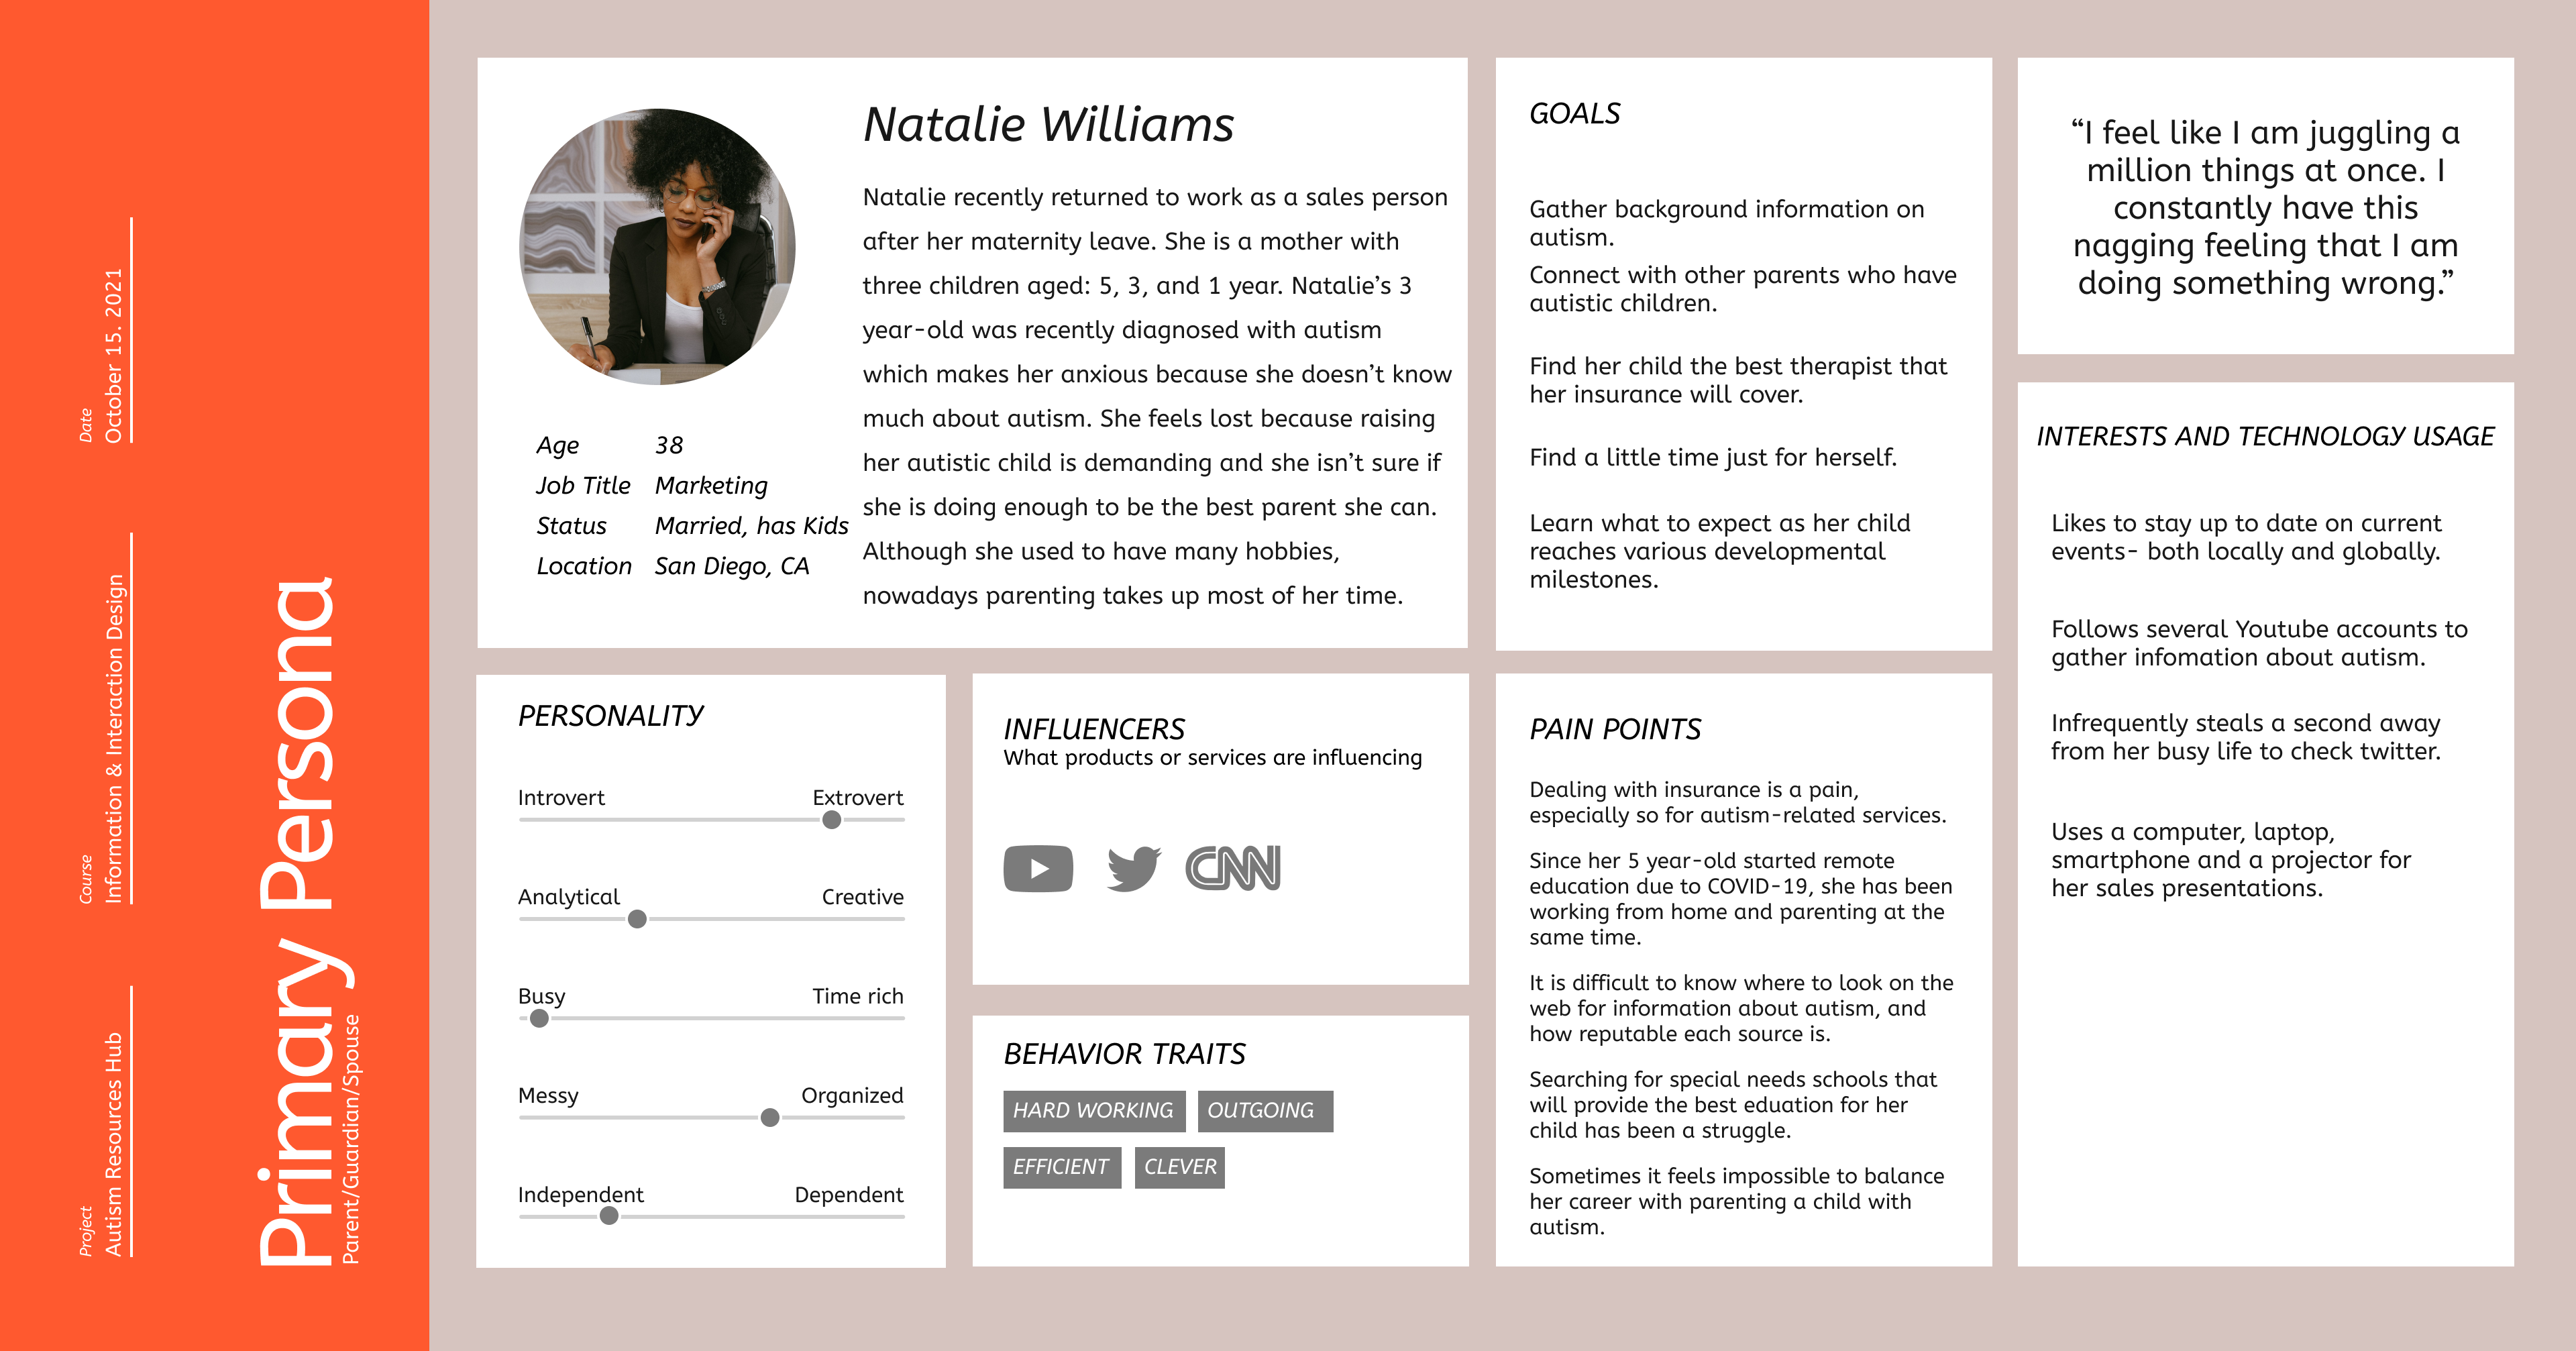 Date
October 15. 2021
Course
Information & Interaction Design
Project
Autism Resources Hub
Primary Persona
Parent/Guardian/Spouse
Natalie Williams
Natalie recently returned to work as a sales person
after her maternity leave. She is a mother with
three children aged: 5, 3, and 1 year. Natalie’s 3
year-old was recently diagnosed with autism
which makes her anxious because she doesn’t know
much about autism. She feels lost because raising
her autistic child is demanding and she isn’t sure if
she is doing enough to be the best parent she can.
Although she used to have many hobbies,
nowadays parenting takes up most of her time.
Age 38
Job Title Marketing
Status Married, has Kids
Location San Diego, CA
GOALS
Gather background information on
autism.
Connect with other parents who have
autistic children.
Find her child the best therapist that
her insurance will cover.
Find a little time just for herself.
Learn what to expect as her child
reaches various developmental
milestones.
“I feel like I am juggling a
million things at once. I
constantly have this
nagging feeling that I am
doing something wrong.”
INTERESTS AND TECHNOLOGY USAGE
Likes to stay up to date on current
events- both locally and globally.
Follows several Youtube accounts to
gather infomation about autism.
Infrequently steals a second away
from her busy life to check twitter.
Uses a computer, laptop,
smartphone and a projector for
her sales presentations.
PERSONALITY
Introvert Extrovert
Analytical Creative
Busy Time rich
Messy Organized
Independent Dependent
INFLUENCERS
What products or services are influencing
CNN
BEHAVIOR TRAITS
HARD WORKING OUTGOING
EFFICIENT CLEVER
PAIN POINTS
Dealing with insurance is a pain,
especially so for autism-related services.
Since her 5 year-old started remote
education due to COVID-19, she has been
working from home and parenting at the
same time.
It is difficult to know where to look on the
web for information about autism, and
how reputable each source is.
Searching for special needs schools that
will provide the best eduation for her
child has been a struggle.
Sometimes it feels impossible to balance
her career with parenting a child with
autism.